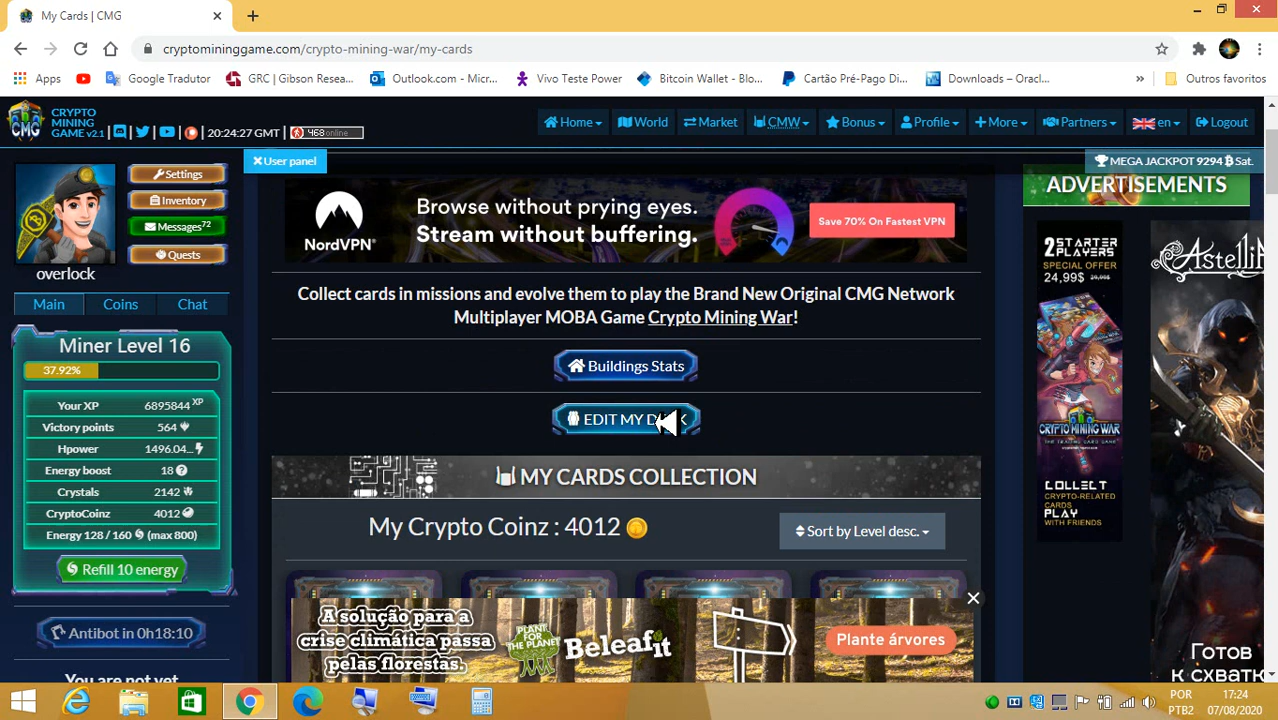 My Cards | CMG
cryptomininggame.com/crypto-mining-war/my-cards
Apps
Google Tradutor
GRC | Gibson Resea...
Outlook.com - Micr...
Vivo Teste Power
Bitcoin Wallet - Blo...
Cartão Pré-Pago Di...
Downloads – Oracl...
»
Outros favoritos
CMG
CRYPTO
MINING
GAME v2.1
20:24:27 GMT
468 online
Home
World
Market
CMW
Bonus
Profile
More
Partners
en
Logout
User panel
MEGA JACKPOT 9294 Sat.
Settings
Inventory
Messages 72
Quests
overlock
Main
Coins
Chat
Miner Level 16
37.92%
Your XP 6895844 XP
Victory points 564
Hpower 1496.04...
Energy boost 18
Crystals 2142
CryptoCoinz 4012
Energy 128 / 160 (max 800)
Refill 10 energy
Antibot in 0h18:10
You are not yet
NordVPN®
Browse without prying eyes.
Stream without buffering.
Save 70% On Fastest VPN
Collect cards in missions and evolve them to play the Brand New Original CMG Network
Multiplayer MOBA Game Crypto Mining War!
Buildings Stats
EDIT MY D K
MY CARDS COLLECTION
My Crypto Coinz : 4012
Sort by Level desc.
A solução para a
crise climática passa
pelas florestas.
PLANT
FOR THE
PLANET
Beleafit
Plante árvores
ADVERTISEMENTS
2 STARTER
PLAYERS
SPECIAL OFFER
24,99$
CRYPTO MINING WAR
COLLECT
CRYPTO-RELATED
CARDS
PLAY
WITH FRIENDS
Готов
к схватк
POR
PTB2
17:24
07/08/2020